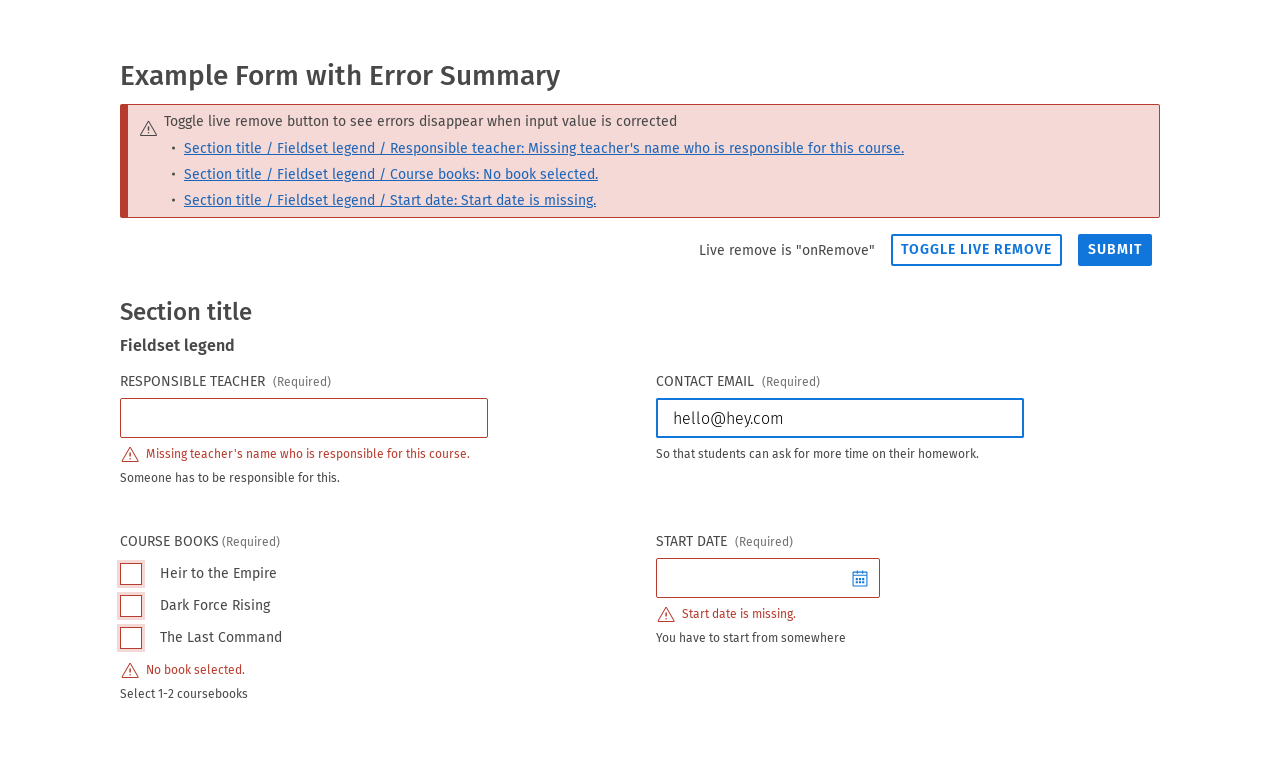 Example Form with Error Summary
Toggle live remove button to see errors disappear when input value is corrected
• Section title / Fieldset legend / Responsible teacher: Missing teacher's name who is responsible for this course.
• Section title / Fieldset legend / Course books: No book selected.
• Section title / Fieldset legend / Start date: Start date is missing.
Live remove is "onRemove" TOGGLE LIVE REMOVE SUBMIT
Section title
Fieldset legend
RESPONSIBLE TEACHER (Required)
Missing teacher's name who is responsible for this course.
Someone has to be responsible for this.
CONTACT EMAIL (Required)
hello@hey.com
So that students can ask for more time on their homework.
COURSE BOOKS (Required)
Heir to the Empire
Dark Force Rising
The Last Command
No book selected.
Select 1-2 coursebooks
START DATE (Required)
Start date is missing.
You have to start from somewhere